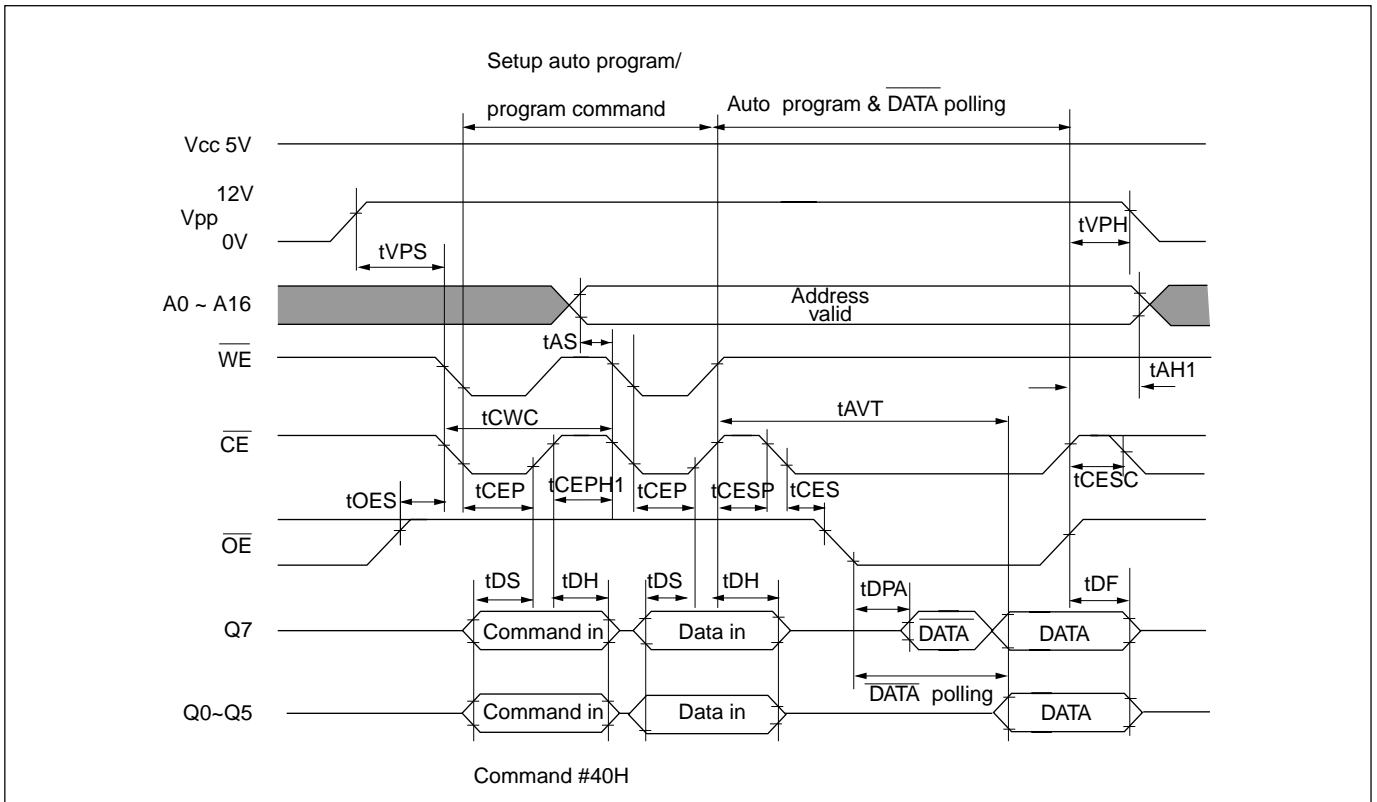 Setup auto program/
program command
Auto program & DATA polling
Vcc 5V
12V
Vpp
0V
tVPS
tVPH
A0 ~ A16
Address
valid
tAS
WE
tAH1
tCWC
tAVT
CE
tOES
tCEP
tCEPH1
tCEP
tCESP
tCES
tCESC
OE
tDS
tDH
tDS
tDH
tDPA
tDF
Q7
Command in
Data in
DATA
DATA
DATA polling
Q0~Q5
Command in
Data in
DATA
Command #40H